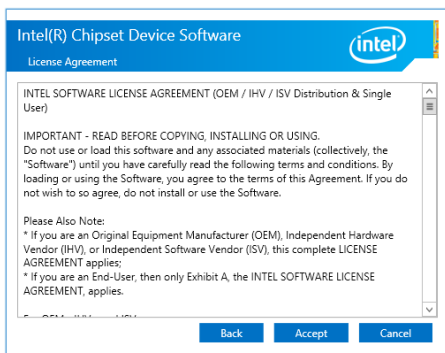 Intel(R) Chipset Device Software
intel
License Agreement
INTEL SOFTWARE LICENSE AGREEMENT (OEM / IHV / ISV Distribution & Single
User)
IMPORTANT - READ BEFORE COPYING, INSTALLING OR USING.
Do not use or load this software and any associated materials (collectively, the
"Software") until you have carefully read the following terms and conditions. By
loading or using the Software, you agree to the terms of this Agreement. If you do
not wish to so agree, do not install or use the Software.
Please Also Note:
* If you are an Original Equipment Manufacturer (OEM), Independent Hardware
Vendor (IHV), or Independent Software Vendor (ISV), this complete LICENSE
AGREEMENT applies;
* If you are an End-User, then only Exhibit A, the INTEL SOFTWARE LICENSE
AGREEMENT, applies.
Back Accept Cancel